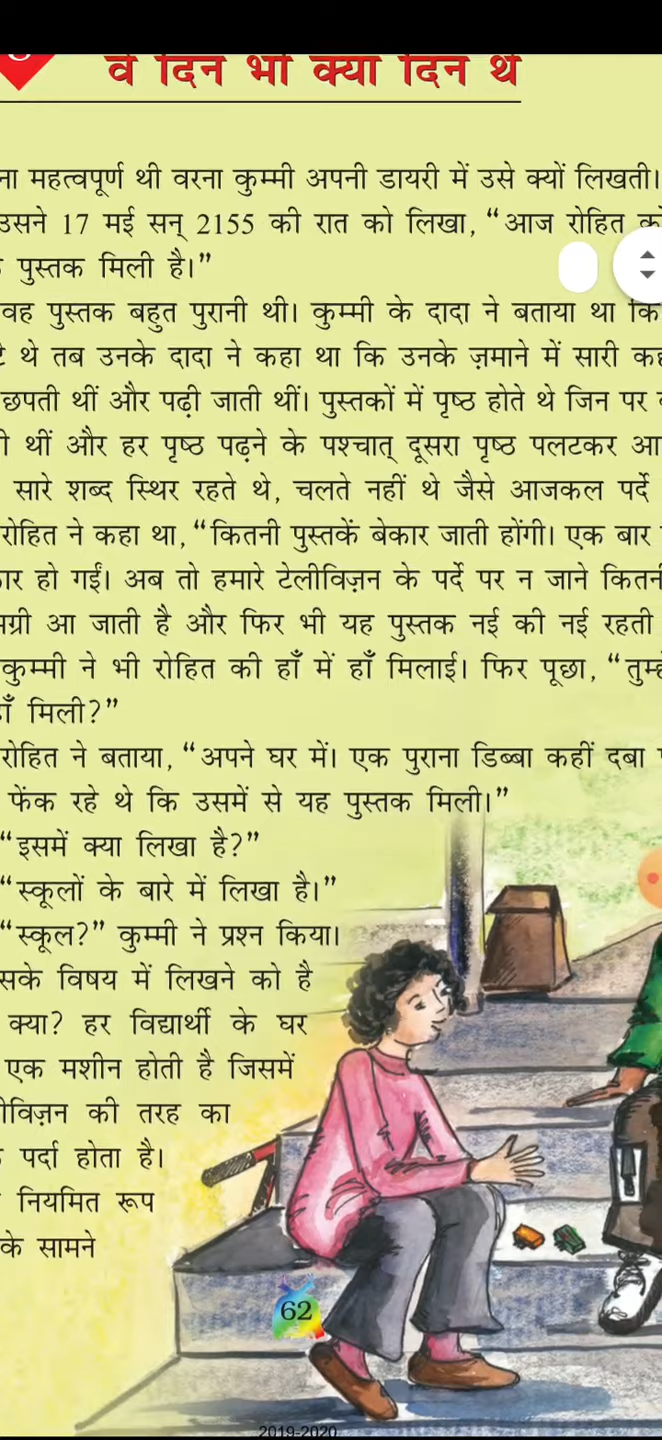 वे दिन भी क्या दिन थे
महत्वपूर्ण थी वरना कुम्मी अपनी डायरी में उसे क्यों लिखती।
उसने 17 मई सन् 2155 की रात को लिखा, “आज रोहित को
पुस्तक मिली है।”
वह पुस्तक बहुत पुरानी थी। कुम्मी के दादा ने बताया था कि
थे तब उनके दादा ने कहा था कि उनके ज़माने में सारी
छपती थीं और पढ़ी जाती थीं। पुस्तकों में पृष्ठ होते थे जिन पर
थीं और हर पृष्ठ पढ़ने के पश्चात् दूसरा पृष्ठ पलटकर
सारे शब्द स्थिर रहते थे, चलते नहीं थे जैसे आजकल पर्दे
रोहित ने कहा था, “कितनी पुस्तकें बेकार जाती होंगी। एक बार
हो गईं। अब तो हमारे टेलीविज़न के पर्दे पर न जाने कितनी
आ जाती है और फिर भी यह पुस्तक नई की नई रहती
कुम्मी ने भी रोहित की हाँ में हाँ मिलाई। फिर पूछा,
मिली?”
रोहित ने बताया, “अपने घर में। एक पुराना डिब्बा कहीं दबा
फेंक रहे थे कि उसमें से यह पुस्तक मिली।”
“इसमें क्या लिखा है?”
“स्कूलों के बारे में लिखा है।”
“स्कूल?” कुम्मी ने प्रश्न किया।
विषय में लिखने को है
क्या? हर विद्यार्थी के घर
एक मशीन होती है जिसमें
की तरह का
पर्दा होता है।
नियमित रूप
के सामने
62
2019-2020